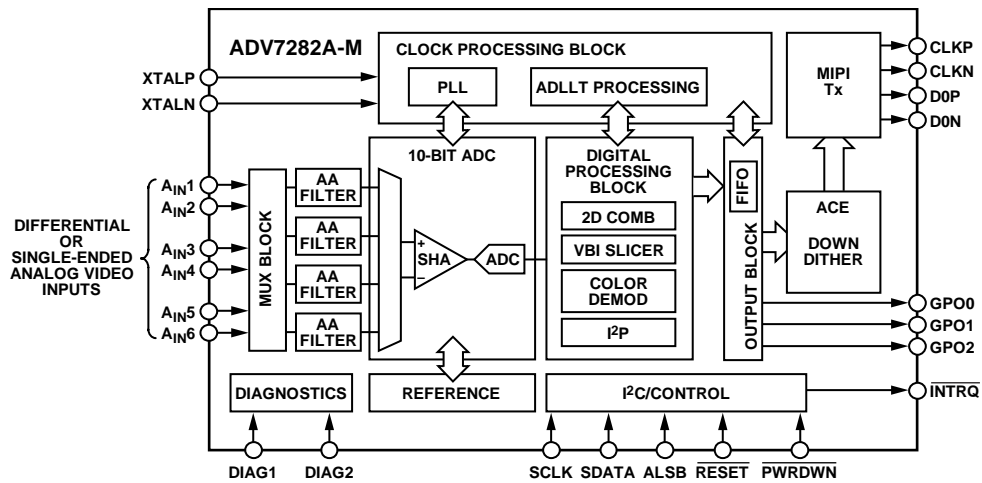 ADV7282A-M
CLOCK PROCESSING BLOCK
PLL
ADLLT PROCESSING
XTALP
XTALN
MIPI
Tx
CLKP
CLKN
D0P
D0N
10-BIT ADC
DIGITAL
PROCESSING
BLOCK
2D COMB
VBI SLICER
COLOR
DEMOD
I²P
FIFO
OUTPUT BLOCK
ACE
DOWN
DITHER
DIFFERENTIAL
OR
SINGLE-ENDED
ANALOG VIDEO
INPUTS
AIN1
AIN2
AIN3
AIN4
AIN5
AIN6
MUX BLOCK
AA
FILTER
AA
FILTER
AA
FILTER
AA
FILTER
+
SHA
–
ADC
GPO0
GPO1
GPO2
DIAGNOSTICS
REFERENCE
I²C/CONTROL
INTRQ
DIAG1
DIAG2
SCLK
SDATA
ALSB
RESET
PWRDWN